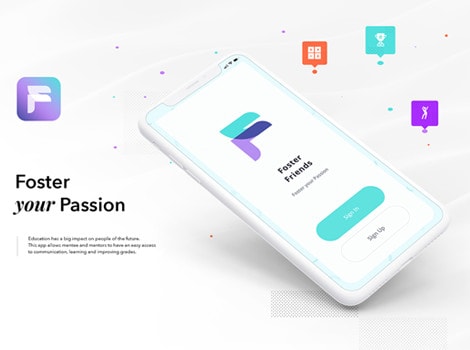 Foster
your Passion
Education has a big impact on people of the future.
This app allows mentee and mentors to have an easy access
to communication, learning and improving grades.
Foster
Friends
Foster your Passion
Sign In
Sign Up